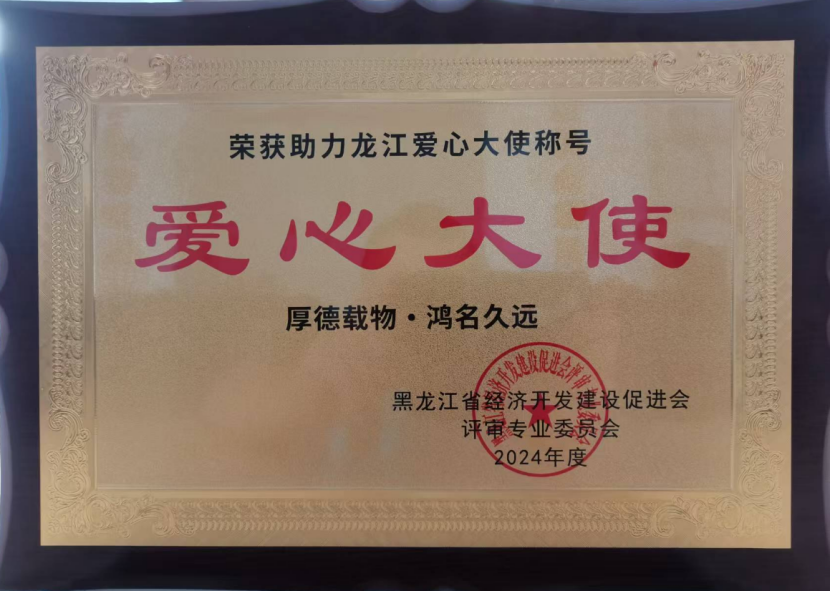 荣获助力龙江爱心大使称号
爱心大使
厚德载物·鸿名久远
黑龙江省经济开发建设促进会
评审专业委员会
2024年度